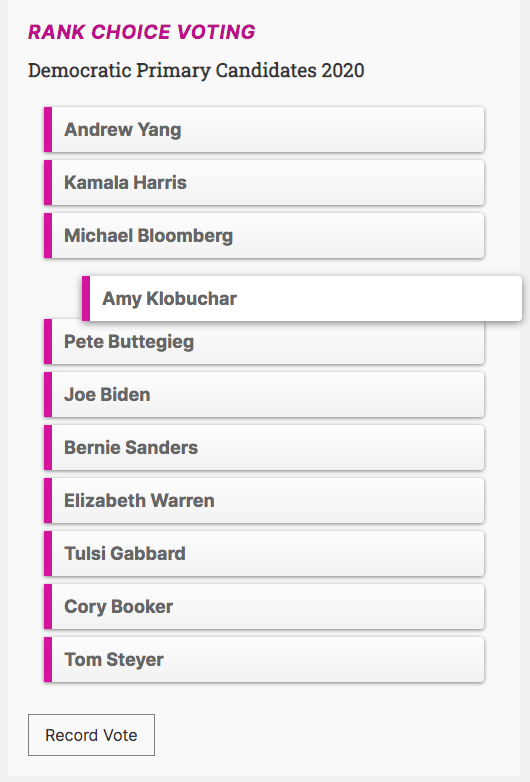 RANK CHOICE VOTING
Democratic Primary Candidates 2020
Andrew Yang
Kamala Harris
Michael Bloomberg
Amy Klobuchar
Pete Buttegieg
Joe Biden
Bernie Sanders
Elizabeth Warren
Tulsi Gabbard
Cory Booker
Tom Steyer
Record Vote